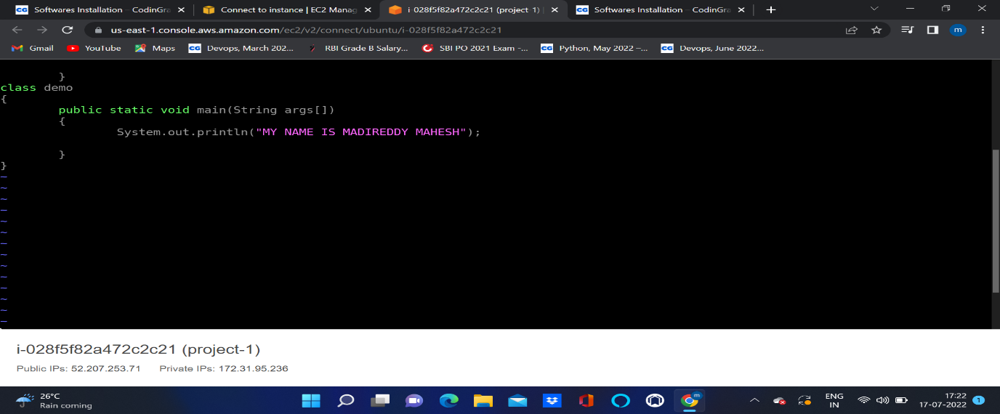 Softwares Installation – CodinGra
Connect to instance | EC2 Manag
i-028f5f82a472c2c21 (project-1) |
Softwares Installation – CodinGra
us-east-1.console.aws.amazon.com/ec2/v2/connect/ubuntu/i-028f5f82a472c2c21
m
Gmail
YouTube
Maps
CG Devops, March 202...
RBI Grade B Salary...
SBI PO 2021 Exam -...
CG Python, May 2022 –...
CG Devops, June 2022...
}
class demo
{
public static void main(String args[])
{
System.out.println("MY NAME IS MADIREDDY MAHESH");
}
}
~
~
~
~
~
~
~
~
~
~
~
~
~
~
i-028f5f82a472c2c21 (project-1)
Public IPs: 52.207.253.71 Private IPs: 172.31.95.236
26°C
Rain coming
ENG
IN
17:22
17-07-2022
1